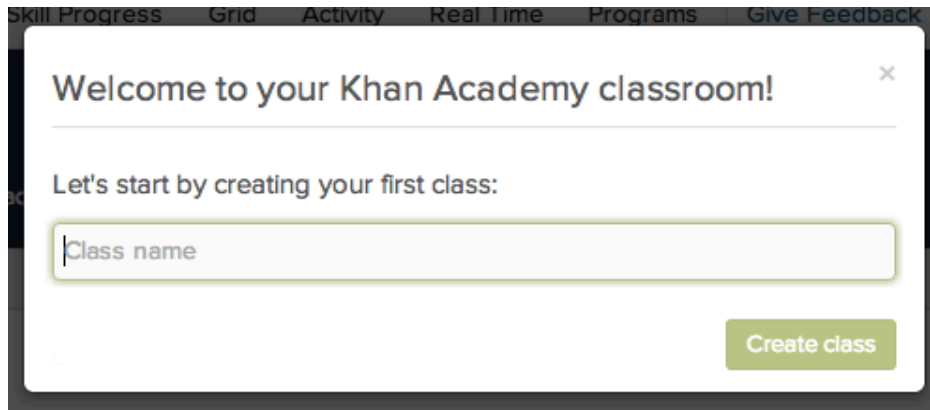 Skill Progress Grid Activity Real Time Programs Give Feedback
Welcome to your Khan Academy classroom!
×
Let's start by creating your first class:
Class name
Create class